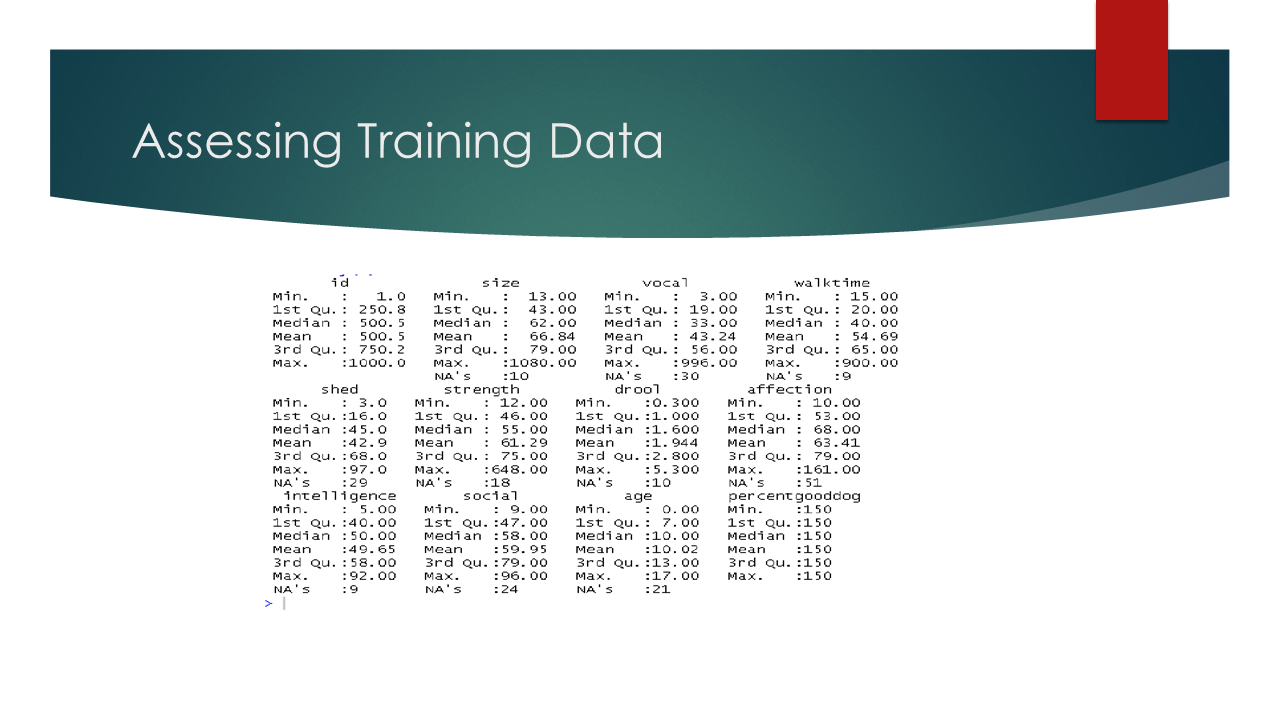 Assessing Training Data
id size vocal walktime
Min. : 1.0 Min. : 13.00 Min. : 3.00 Min. : 15.00
1st Qu.: 250.8 1st Qu.: 43.00 1st Qu.: 19.00 1st Qu.: 20.00
Median : 500.5 Median : 62.00 Median : 33.00 Median : 40.00
Mean : 500.5 Mean : 66.84 Mean : 43.24 Mean : 54.69
3rd Qu.: 750.2 3rd Qu.: 79.00 3rd Qu.: 56.00 3rd Qu.: 65.00
Max. :1000.0 Max. :1080.00 Max. :996.00 Max. :900.00
NA's :10 NA's :30 NA's :9
shed strength drool affection
Min. : 3.0 Min. : 12.00 Min. :0.300 Min. : 10.00
1st Qu.:16.0 1st Qu.: 46.00 1st Qu.:1.000 1st Qu.: 53.00
Median :45.0 Median : 55.00 Median :1.600 Median : 68.00
Mean :42.9 Mean : 61.29 Mean :1.944 Mean : 63.41
3rd Qu.:68.0 3rd Qu.: 75.00 3rd Qu.:2.800 3rd Qu.: 79.00
Max. :97.0 Max. :648.00 Max. :5.300 Max. :161.00
NA's :29 NA's :18 NA's :10 NA's :51
intelligence social age percentgooddog
Min. : 5.00 Min. : 9.00 Min. : 0.00 Min. :150
1st Qu.:40.00 1st Qu.:47.00 1st Qu.: 7.00 1st Qu.:150
Median :50.00 Median :58.00 Median :10.00 Median :150
Mean :49.65 Mean :59.95 Mean :10.02 Mean :150
3rd Qu.:58.00 3rd Qu.:79.00 3rd Qu.:13.00 3rd Qu.:150
Max. :92.00 Max. :96.00 Max. :17.00 Max. :150
NA's :9 NA's :24 NA's :21
>